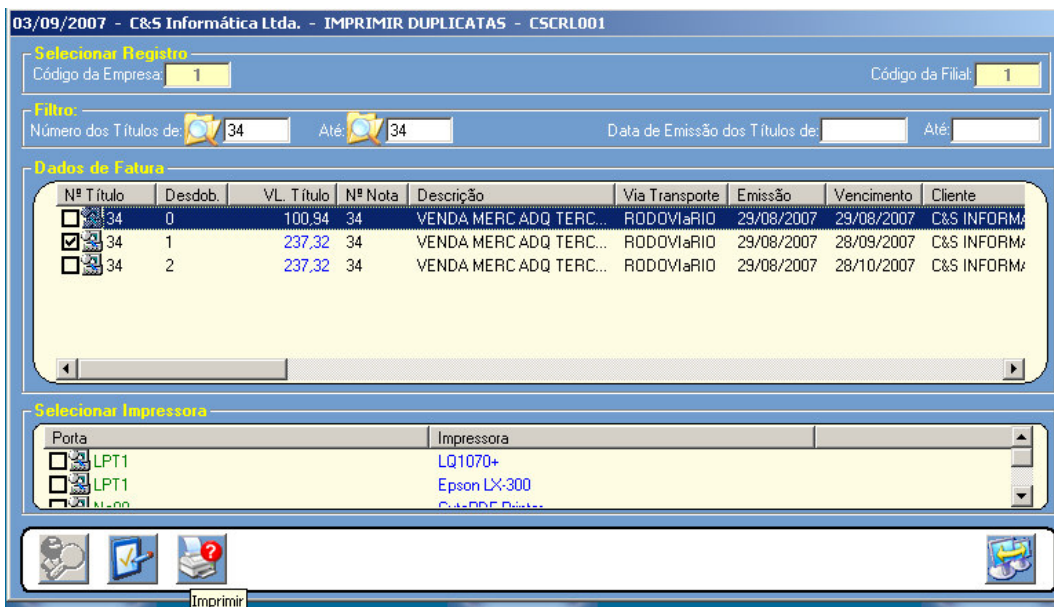 03/09/2007 - C&S Informática Ltda. - IMPRIMIR DUPLICATAS - CSCRL001
Selecionar Registro
Código da Empresa: 1 Código da Filial: 1
Filtro:
Número dos Títulos de: 34 Até: 34 Data de Emissão dos Títulos de: Até:
Dados de Fatura
Nº Título Desdob. VL. Título Nº Nota Descrição Via Transporte Emissão Vencimento Cliente
34 0 100,94 34 VENDA MERC ADQ TERC... RODOVIaRIO 29/08/2007 29/08/2007 C&S INFORMA
34 1 237,32 34 VENDA MERC ADQ TERC... RODOVIaRIO 29/08/2007 28/09/2007 C&S INFORMA
34 2 237,32 34 VENDA MERC ADQ TERC... RODOVIaRIO 29/08/2007 28/10/2007 C&S INFORMA
Selecionar Impressora
Porta Impressora
LPT1 LQ1070+
LPT1 Epson LX-300
Imprimir